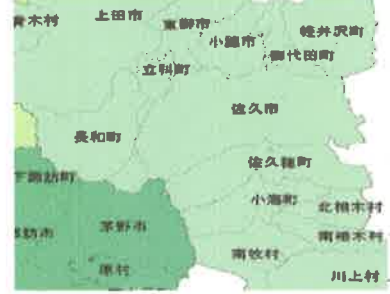 青木村
上田市
東御市
小諸市
軽井沢町
御代田町
立科町
佐久市
長和町
佐久穂町
下諏訪町
小海町
北相木村
茅野市
諏訪市
南相木村
南牧村
原村
川上村